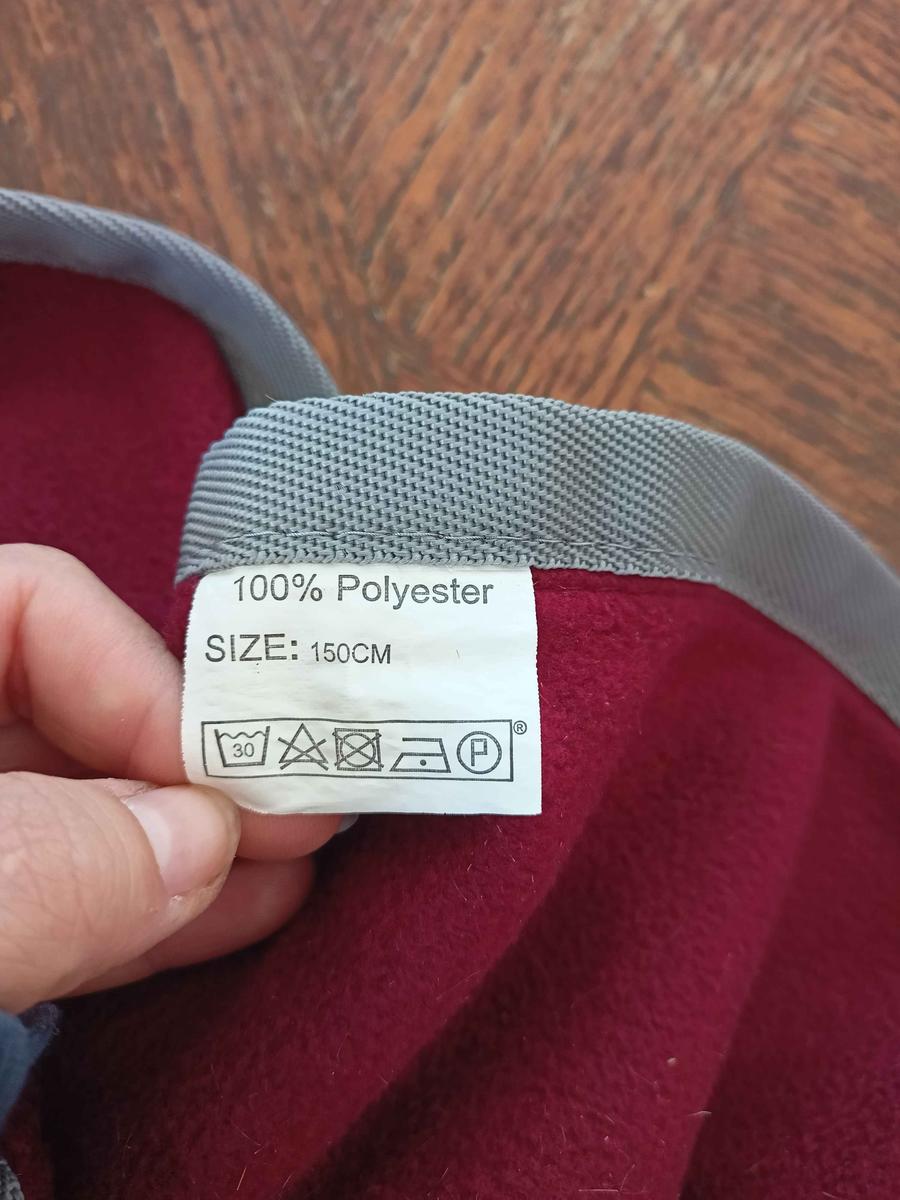 100% Polyester
SIZE: 150CM
30 P ®